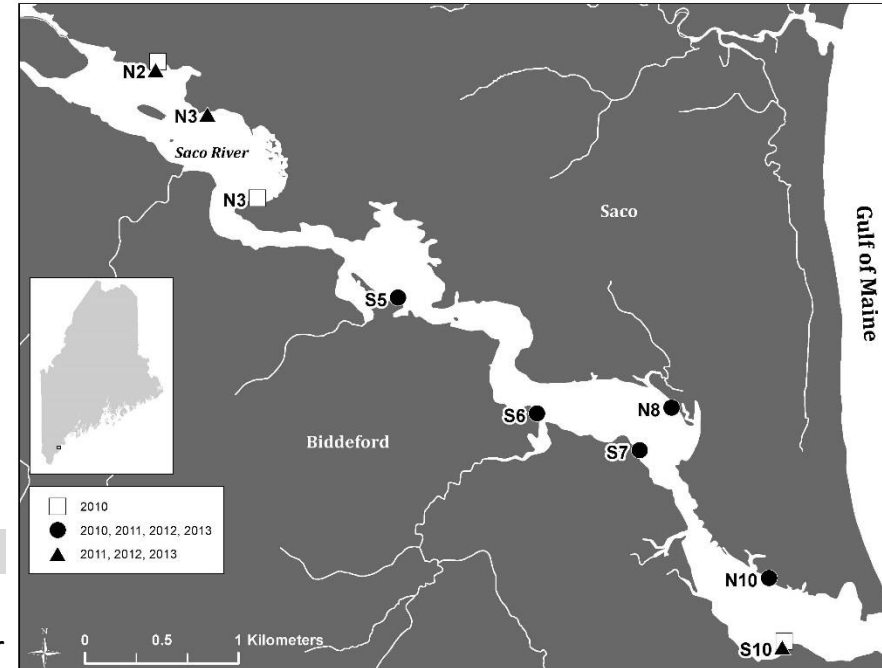 N2
N3
Saco River
N3
Saco
Gulf of Maine
S5
N8
S6
Biddeford
S7
2010
2010, 2011, 2012, 2013
2011, 2012, 2013
N10
N
0 0.5 1 Kilometers
S10
r